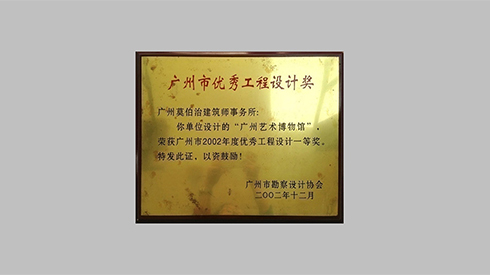 广州市优秀工程设计奖
广州莫伯治建筑师事务所：
你单位设计的“广州艺术博物馆”，
荣获广州市2002年度优秀工程设计一等奖。
特发此证，以资鼓励！
广州市勘察设计协会
二〇〇二年十二月